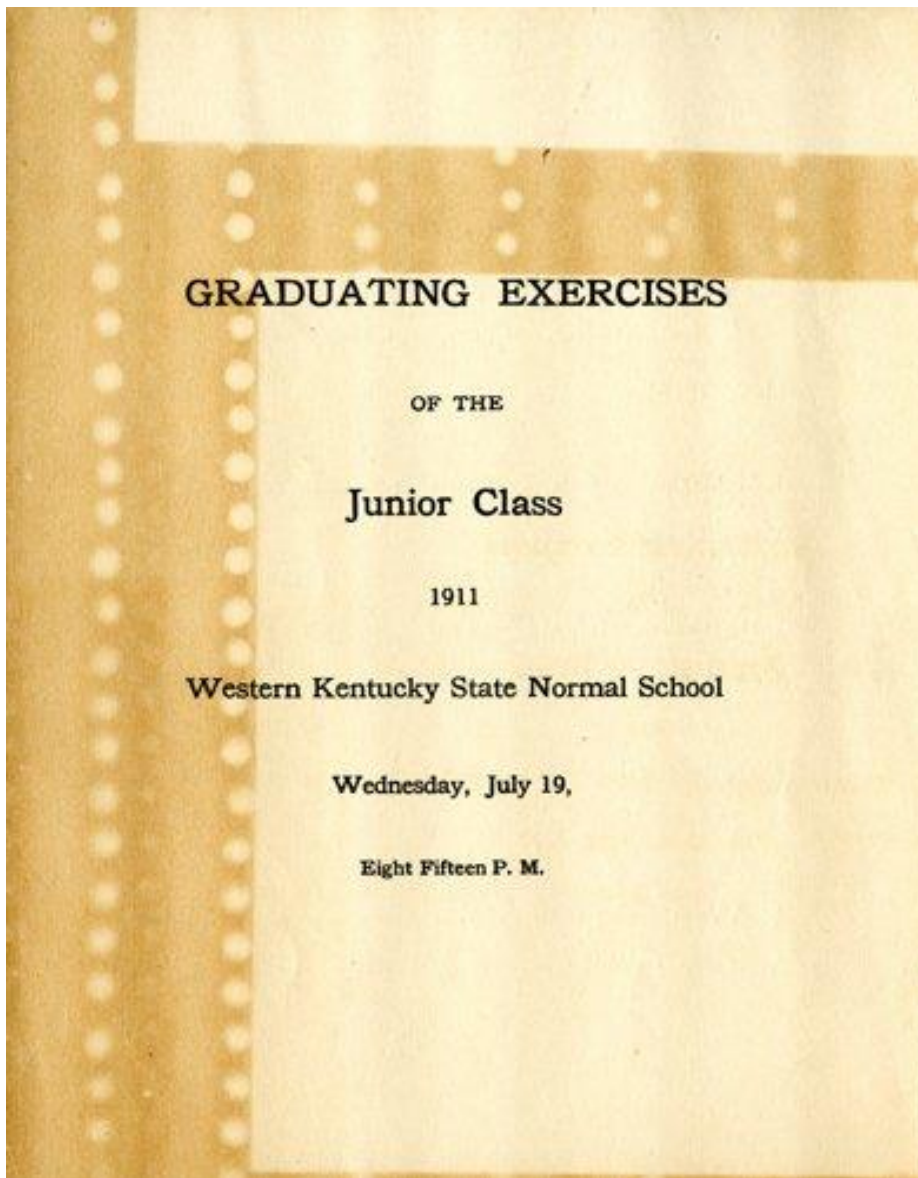 GRADUATING EXERCISES
OF THE
Junior Class
1911
Western Kentucky State Normal School
Wednesday, July 19,
Eight Fifteen P. M.